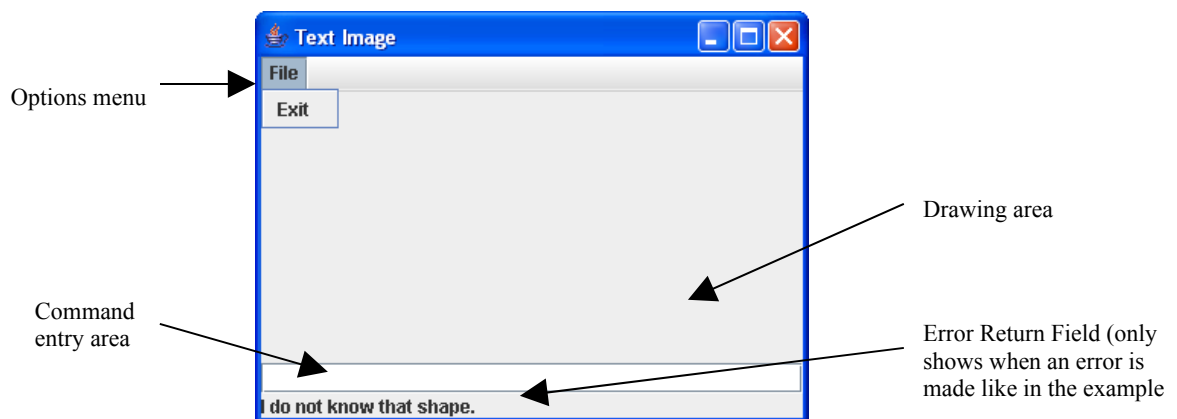 Text Image
File
Exit
Options menu
Drawing area
Command
entry area
Error Return Field (only
shows when an error is
made like in the example
I do not know that shape.